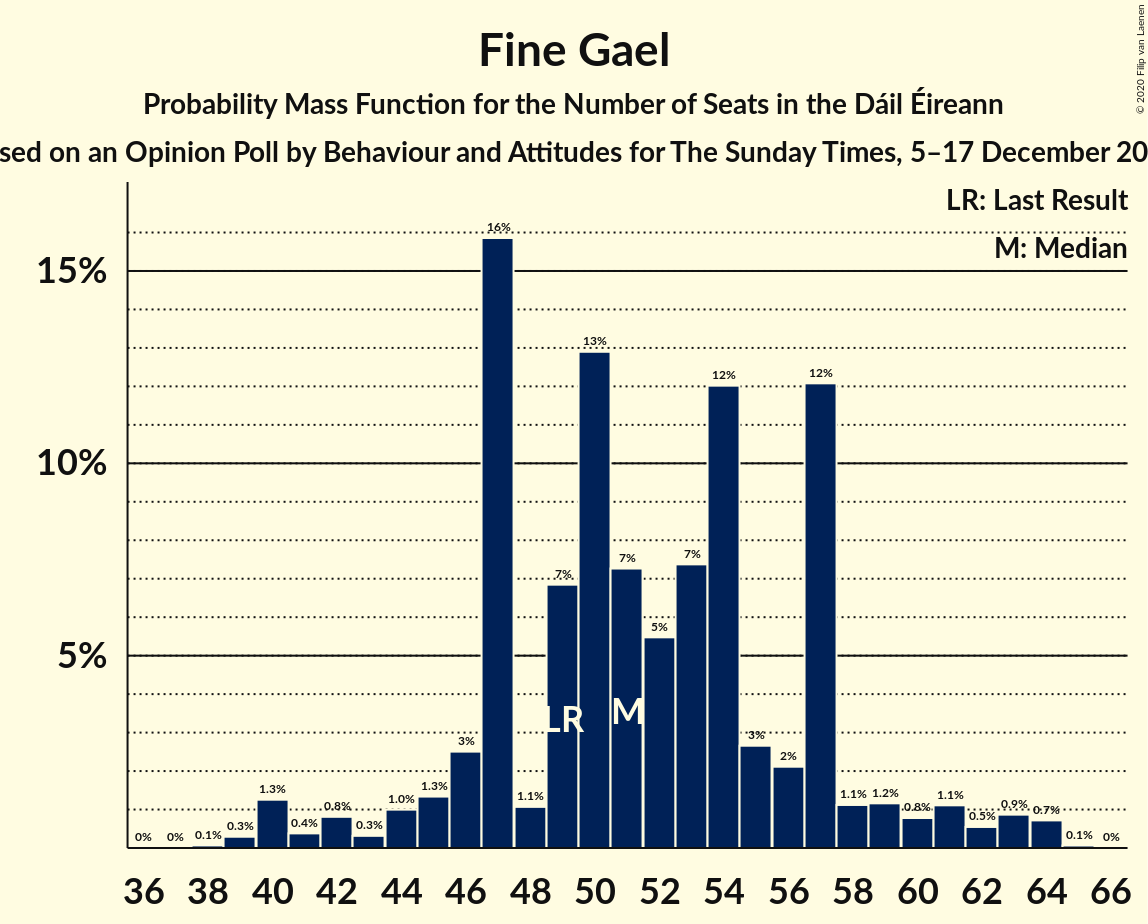 Fine Gael
Probability Mass Function for the Number of Seats in the Dáil Éireann
sed on an Opinion Poll by Behaviour and Attitudes for The Sunday Times, 5–17 December 20
© 2020 Filip van Laenen
LR: Last Result
M: Median
15%
10%
5%
0% 0% 0.1% 0.3% 1.3% 0.4% 0.8% 0.3% 1.0% 1.3% 3% 16% 1.1% 7% 13% 7% 5% 7% 12% 3% 2% 12% 1.1% 1.2% 0.8% 1.1% 0.5% 0.9% 0.7% 0.1% 0%
LR M
36 38 40 42 44 46 48 50 52 54 56 58 60 62 64 66